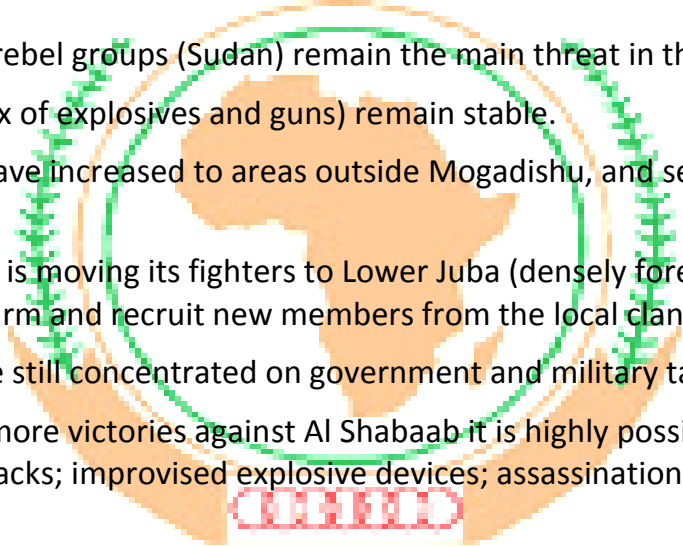 rebel groups (Sudan) remain the main threat in th
x of explosives and guns) remain stable.
ave increased to areas outside Mogadishu, and se
is moving its fighters to Lower Juba (densely fore
rm and recruit new members from the local clan
e still concentrated on government and military ta
more victories against Al Shabaab it is highly possi
acks; improvised explosive devices; assassination